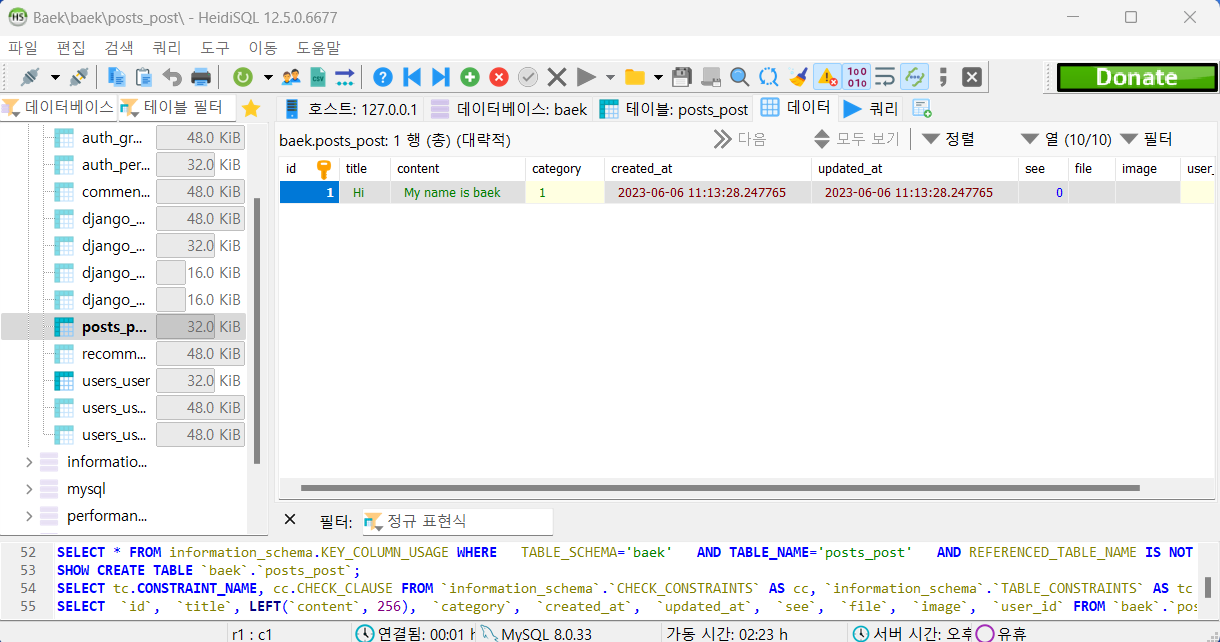 Baek\baek\posts_post\ - HeidiSQL 12.5.0.6677
파일 편집 검색 쿼리 도구 이동 도움말
Donate
데이터베이스 테이블 필터 호스트: 127.0.0.1 데이터베이스: baek 테이블: posts_post 데이터 쿼리
baek.posts_post: 1 행 (총) (대략적) 다음 모두 보기 정렬 열 (10/10) 필터
id title content category created_at updated_at see file image user_
1 Hi My name is baek 1 2023-06-06 11:13:28.247765 2023-06-06 11:13:28.247765 0
auth_gr... 48.0 KiB
auth_per... 32.0 KiB
commen... 48.0 KiB
django_... 48.0 KiB
django_... 32.0 KiB
django_... 16.0 KiB
django_... 16.0 KiB
posts_p... 32.0 KiB
recomm... 48.0 KiB
users_user 32.0 KiB
users_us... 48.0 KiB
users_us... 48.0 KiB
informatio...
mysql
performan...
필터: 정규 표현식
52 SELECT * FROM information_schema.KEY_COLUMN_USAGE WHERE TABLE_SCHEMA='baek' AND TABLE_NAME='posts_post' AND REFERENCED_TABLE_NAME IS NOT
53 SHOW CREATE TABLE `baek`.`posts_post`;
54 SELECT tc.CONSTRAINT_NAME, cc.CHECK_CLAUSE FROM `information_schema`.`CHECK_CONSTRAINTS` AS cc, `information_schema`.`TABLE_CONSTRAINTS` AS tc
55 SELECT `id`, `title`, LEFT(`content`, 256), `category`, `created_at`, `updated_at`, `see`, `file`, `image`, `user_id` FROM `baek`.`pos
r1 : c1 연결됨: 00:01 MySQL 8.0.33 가동 시간: 02:23 h 서버 시간: 오후 유휴